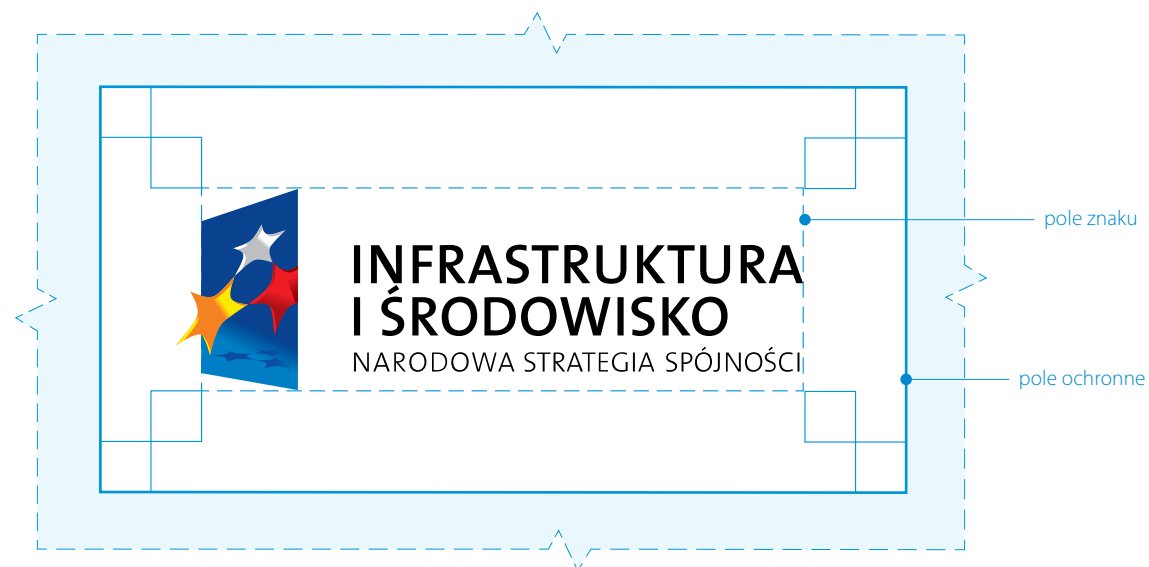 pole znaku
INFRASTRUKTURA
I ŚRODOWISKO
NARODOWA STRATEGIA SPÓJNOŚCI
pole ochronne